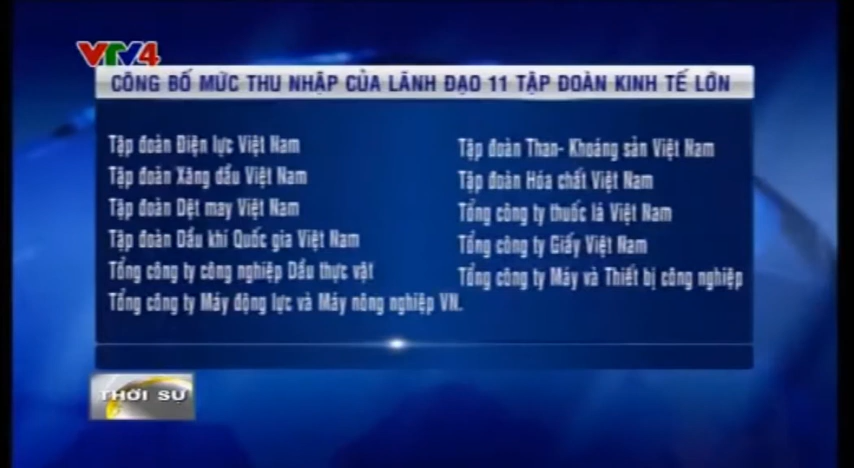 VTV4
CÔNG BỐ MỨC THU NHẬP CỦA LÃNH ĐẠO 11 TẬP ĐOÀN KINH TẾ LỚN
Tập đoàn Điện lực Việt Nam
Tập đoàn Xăng dầu Việt Nam
Tập đoàn Dệt may Việt Nam
Tập đoàn Dầu khí Quốc gia Việt Nam
Tổng công ty công nghiệp Dầu thực vật
Tổng công ty Máy động lực và Máy nông nghiệp VN.
Tập đoàn Than- Khoáng sản Việt Nam
Tập đoàn Hóa chất Việt Nam
Tổng công ty thuốc lá Việt Nam
Tổng công ty Giấy Việt Nam
Tổng công ty Máy và Thiết bị công nghiệp
THỜI SỰ